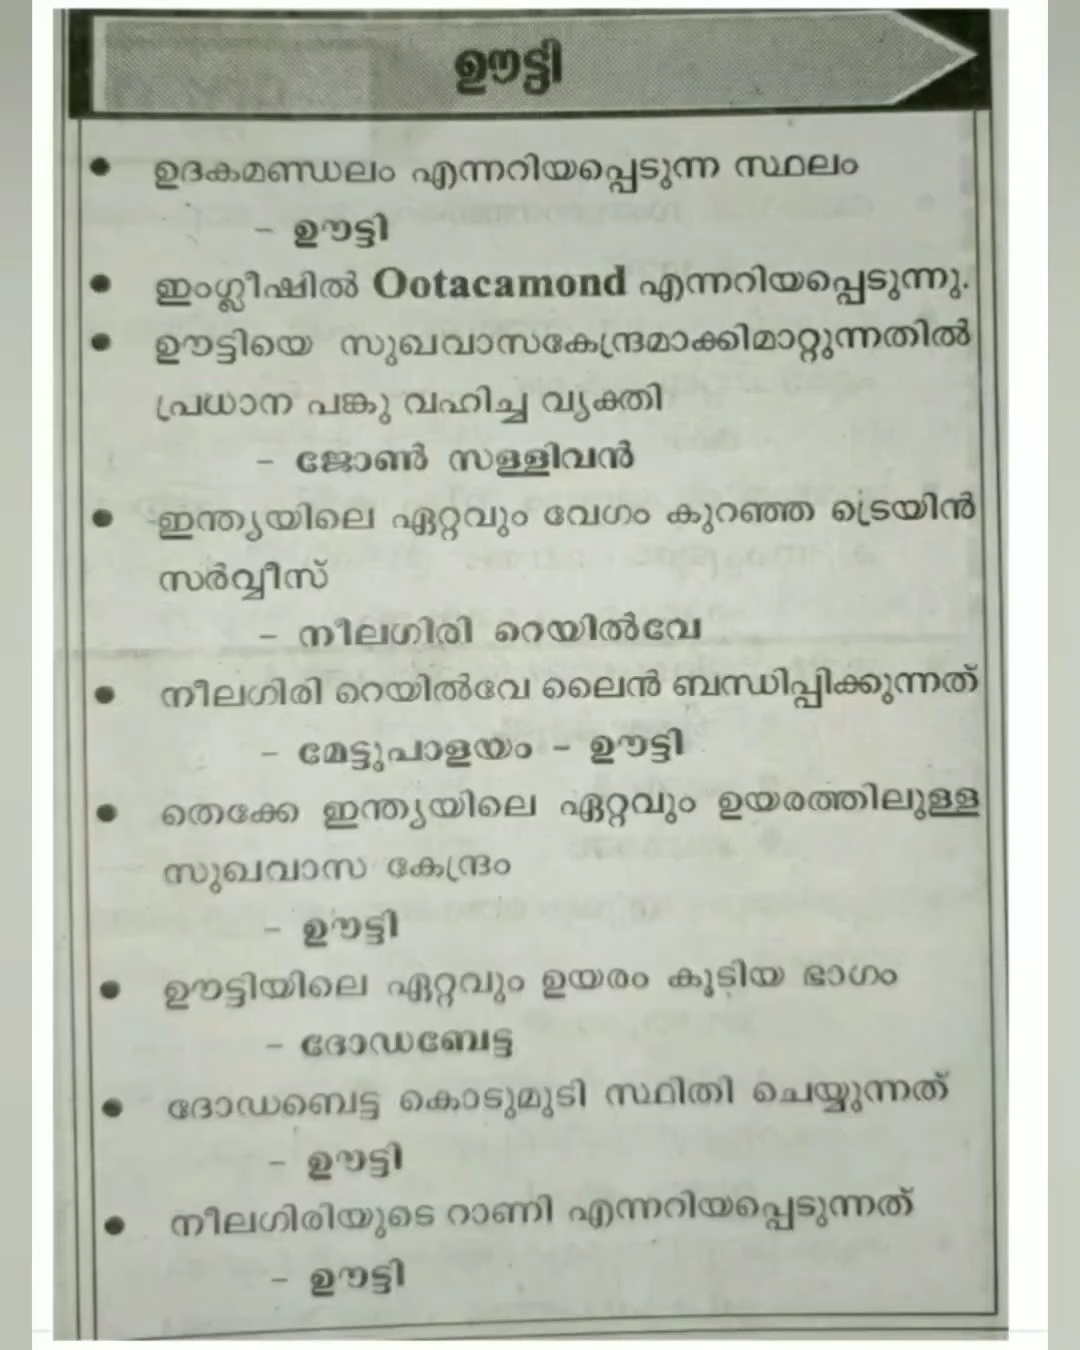 ഊട്ടി
ഉദകമണ്ഡലം എന്നറിയപ്പെടുന്ന സ്ഥലം
– ഊട്ടി
ഇംഗ്ലീഷിൽ Ootacamond എന്നറിയപ്പെടുന്നു.
ഊട്ടിയെ സുഖവാസകേന്ദ്രമാക്കിമാറ്റുന്നതിൽ
പ്രധാന പങ്കു വഹിച്ച വ്യക്തി
– ജോൺ സള്ളിവൻ
ഇന്ത്യയിലെ ഏറ്റവും വേഗം കുറഞ്ഞ ട്രെയിൻ
സർവ്വീസ്
– നീലഗിരി റെയിൽവേ
നീലഗിരി റെയിൽവേ ലൈൻ ബന്ധിപ്പിക്കുന്നത്
– മേട്ടുപാളയം – ഊട്ടി
തെക്കേ ഇന്ത്യയിലെ ഏറ്റവും ഉയരത്തിലുള്ള
സുഖവാസ കേന്ദ്രം
– ഊട്ടി
ഊട്ടിയിലെ ഏറ്റവും ഉയരം കൂടിയ ഭാഗം
– ദോഡബേട്ട
ദോഡബെട്ട കൊടുമുടി സ്ഥിതി ചെയ്യുന്നത്
– ഊട്ടി
നീലഗിരിയുടെ റാണി എന്നറിയപ്പെടുന്നത്
– ഊട്ടി